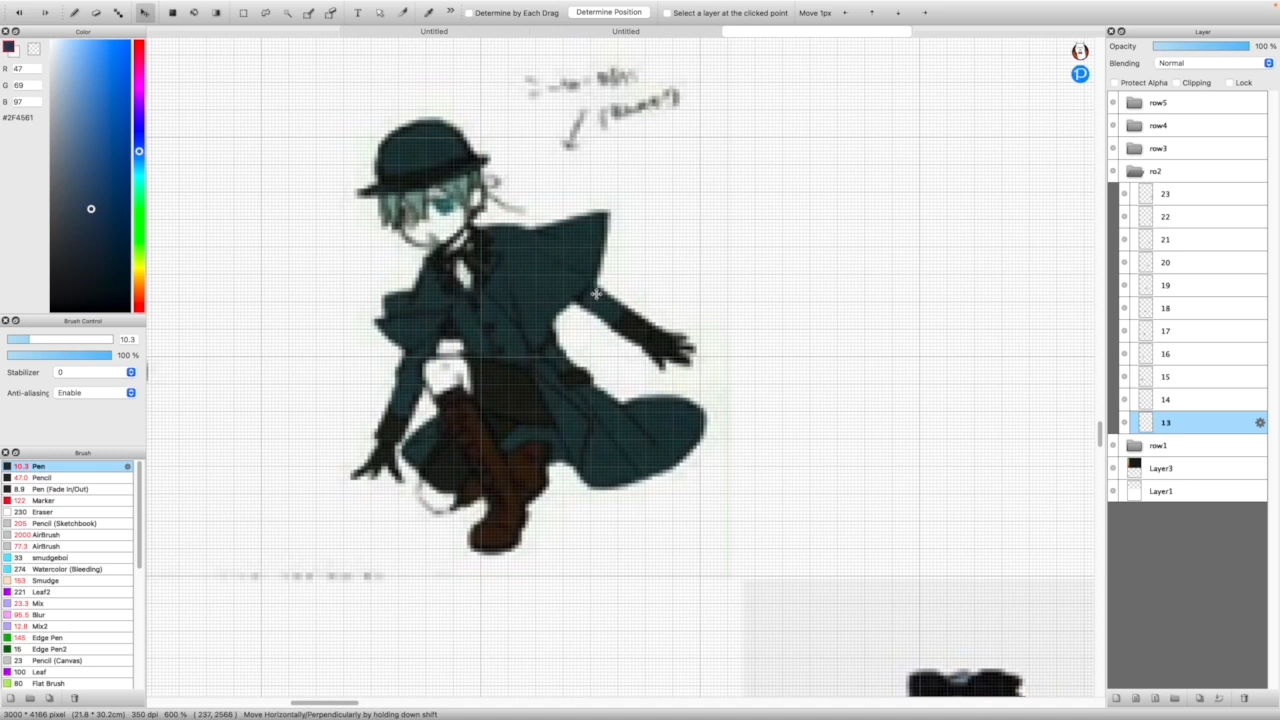 Determine by Each Drag
Determine Position
Select a layer at the clicked point
Move 1px
Color
Untitled
Untitled
Layer
R 47
G 69
B 97
#2F4561
Opacity
100 %
Blending
Normal
Protect Alpha
Clipping
Lock
row5
row4
row3
ro2
23
22
21
20
19
18
17
16
15
14
13
row1
Layer3
Layer1
Brush Control
10.3
100 %
Stabilizer
0
Anti-aliasing
Enable
Brush
10.3 Pen
47.0 Pencil
8.9 Pen (Fade In/Out)
122 Marker
230 Eraser
205 Pencil (Sketchbook)
2000 AirBrush
77.3 AirBrush
33 smudgeboi
274 Watercolor (Bleeding)
153 Smudge
221 Leaf2
23.3 Mix
95.5 Blur
12.8 Mix2
145 Edge Pen
15 Edge Pen2
23 Pencil (Canvas)
100 Leaf
80 Flat Brush
3000 * 4166 pixel (21.8 * 30.2cm) 350 dpi 600 % ( 237, 2566 ) Move Horizontally/Perpendicularly by holding down shift